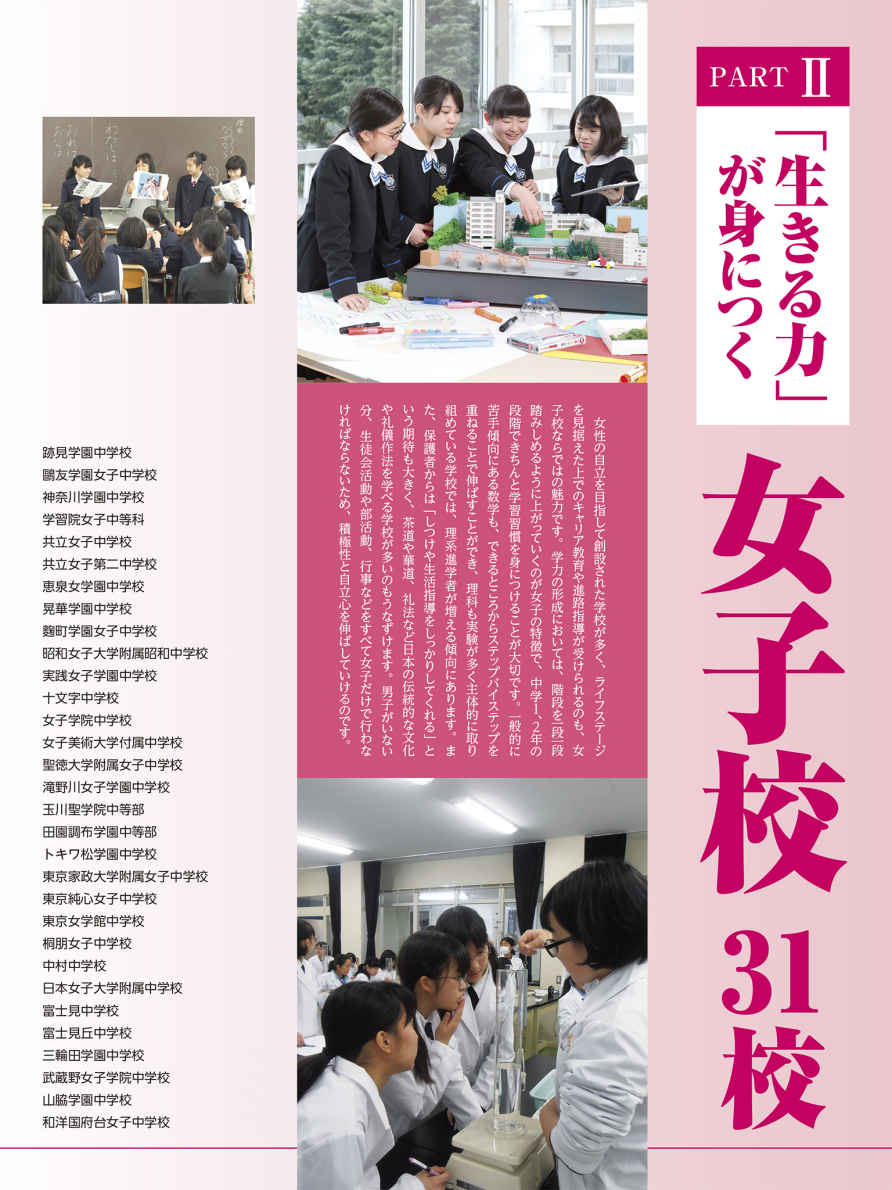 PART Ⅱ
「生きる力」
が身につく
女子校 31校
女性の自立を目指して創設された学校が多く、ライフステージ
を見据えた上でのキャリア教育や進路指導が受けられるのも、女
子校ならではの魅力です。学力の形成においては、階段を一段一段
踏みしめるように上がっていくのが女子の特徴で、中学1、2年の
段階できちんと学習習慣を身につけることが大切です。一般的に
苦手傾向にある数学も、できるところからステップバイステップを
重ねることで伸ばすことができ、理科も実験が多く主体的に取り
組めている学校では、理系進学者が増える傾向にあります。ま
た、保護者からは「しつけや生活指導をしっかりしてくれる」と
いう期待も大きく、茶道や華道、礼法など日本の伝統的な文化
や礼儀作法を学べる学校が多いのもうなずけます。男子がいない
分、生徒会活動や部活動、行事などをすべて女子だけで行わな
ければならないため、積極性と自立心を伸ばしていけるのです。
跡見学園中学校
鷗友学園女子中学校
神奈川学園中学校
学習院女子中等科
共立女子中学校
共立女子第二中学校
恵泉女学園中学校
晃華学園中学校
麴町学園女子中学校
昭和女子大学附属昭和中学校
実践女子学園中学校
十文字中学校
女子学院中学校
女子美術大学付属中学校
聖徳大学附属女子中学校
滝野川女子学園中学校
玉川聖学院中等部
田園調布学園中等部
トキワ松学園中学校
東京家政大学附属女子中学校
東京純心女子中学校
東京女学館中学校
桐朋女子中学校
中村中学校
日本女子大学附属中学校
富士見中学校
富士見丘中学校
三輪田学園中学校
武蔵野女子学院中学校
山脇学園中学校
和洋国府台女子中学校